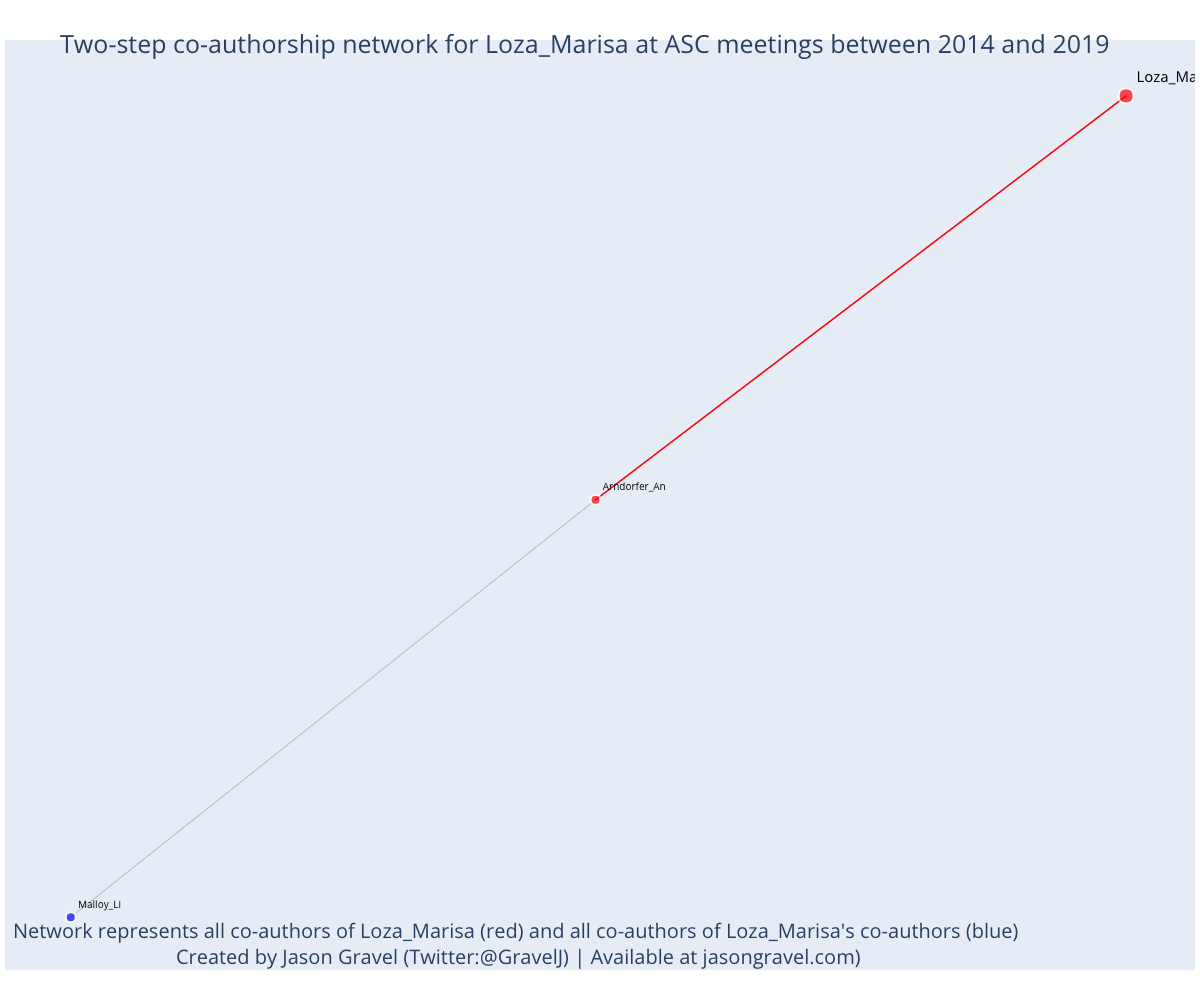 Two-step co-authorship network for Loza_Marisa at ASC meetings between 2014 and 2019
Loza_Ma
Arndorfer_An
Malloy_Li
Network represents all co-authors of Loza_Marisa (red) and all co-authors of Loza_Marisa's co-authors (blue)
Created by Jason Gravel (Twitter:@GravelJ) | Available at jasongravel.com)